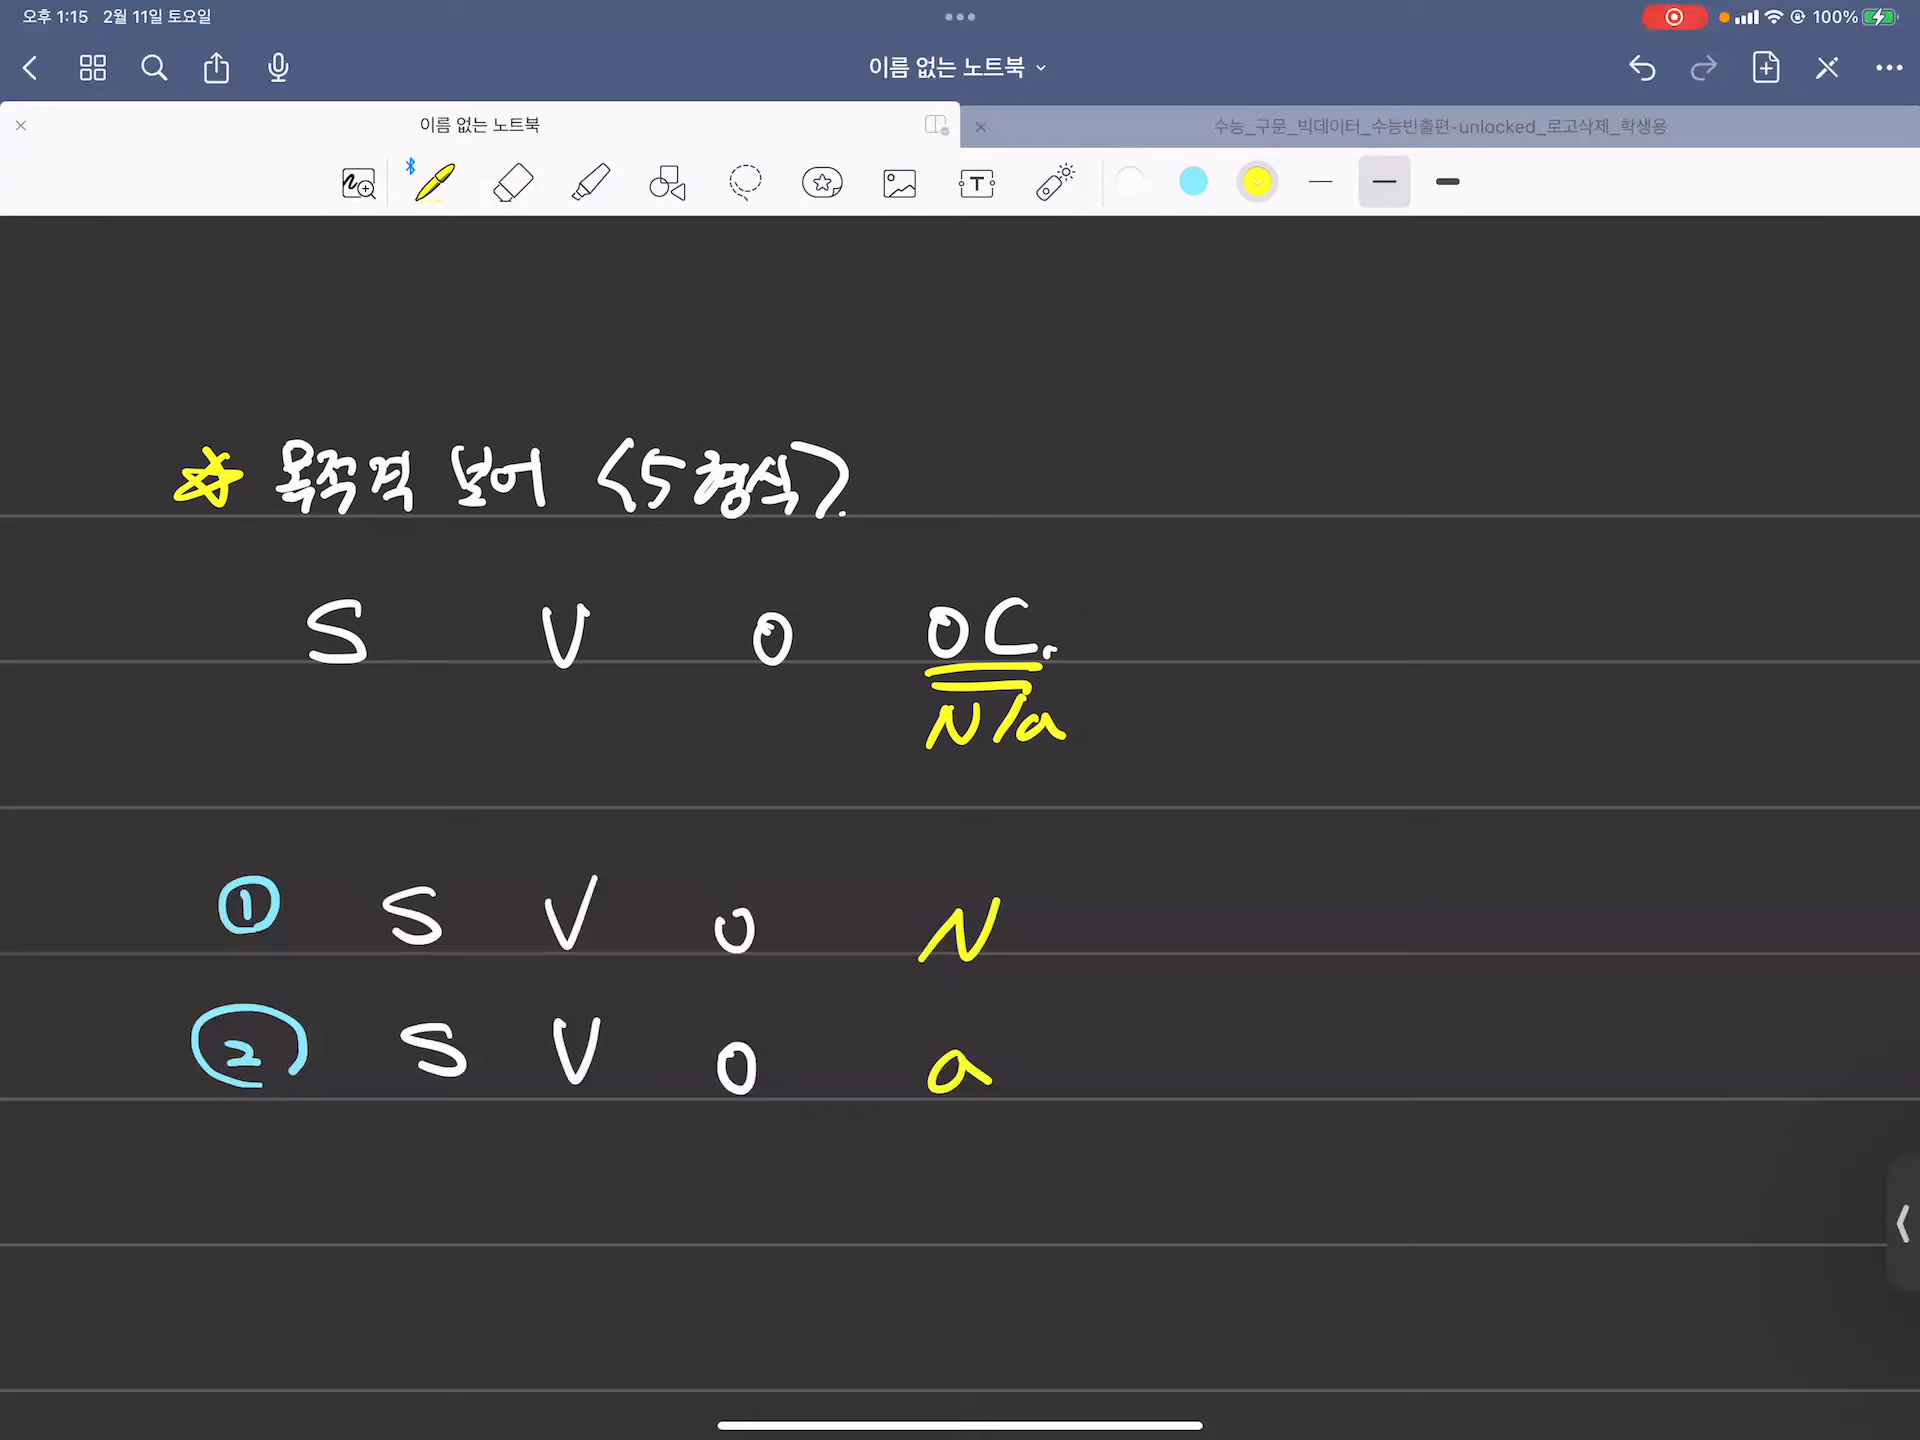 오후 1:15 2월 11일 토요일
100%
이름 없는 노트북
이름 없는 노트북
수능_구문_빅데이터_수능빈출편-unlocked_로고삭제_학생용
T
목적격 보어 <5형식>.
S V O OC.
N/a
① S V O N
② S V O a